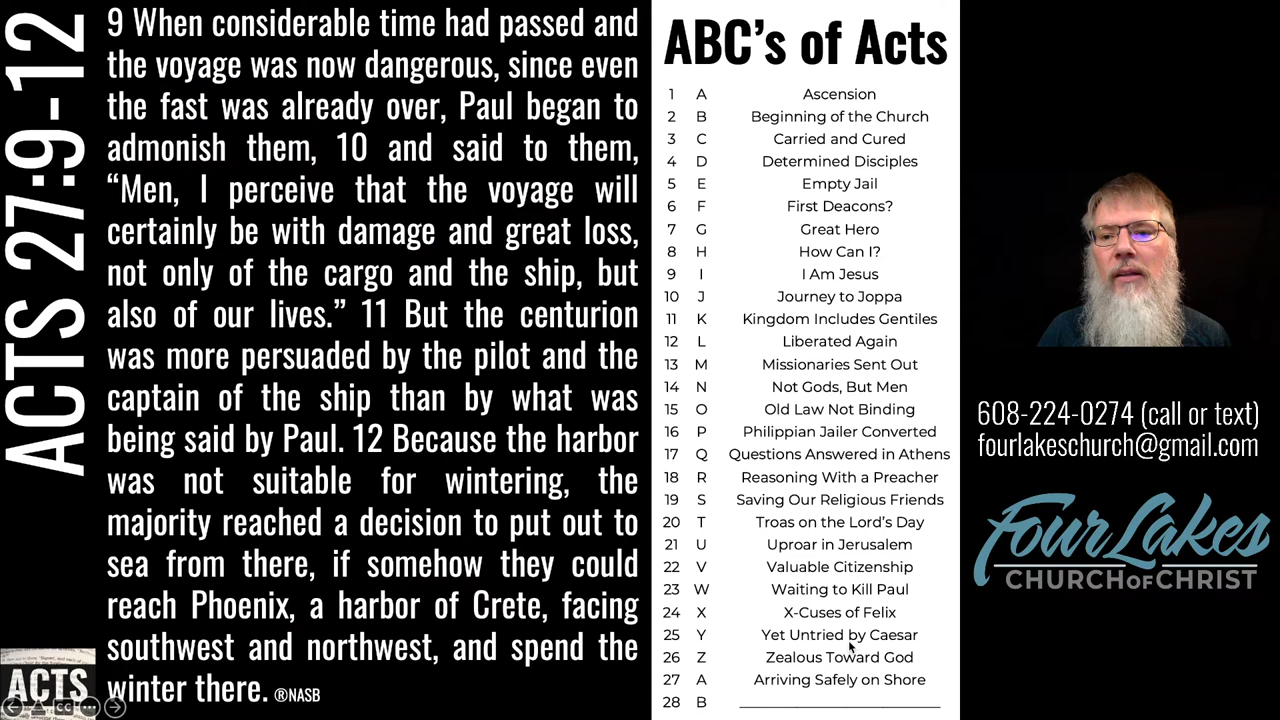 ACTS 27:9-12
9 When considerable time had passed and
the voyage was now dangerous, since even
the fast was already over, Paul began to
admonish them, 10 and said to them,
“Men, I perceive that the voyage will
certainly be with damage and great loss,
not only of the cargo and the ship, but
also of our lives.” 11 But the centurion
was more persuaded by the pilot and the
captain of the ship than by what was
being said by Paul. 12 Because the harbor
was not suitable for wintering, the
majority reached a decision to put out to
sea from there, if somehow they could
reach Phoenix, a harbor of Crete, facing
southwest and northwest, and spend the
winter there. ®NASB
ACTS
ABC’s of Acts
1 A Ascension
2 B Beginning of the Church
3 C Carried and Cured
4 D Determined Disciples
5 E Empty Jail
6 F First Deacons?
7 G Great Hero
8 H How Can I?
9 I I Am Jesus
10 J Journey to Joppa
11 K Kingdom Includes Gentiles
12 L Liberated Again
13 M Missionaries Sent Out
14 N Not Gods, But Men
15 O Old Law Not Binding
16 P Philippian Jailer Converted
17 Q Questions Answered in Athens
18 R Reasoning With a Preacher
19 S Saving Our Religious Friends
20 T Troas on the Lord’s Day
21 U Uproar in Jerusalem
22 V Valuable Citizenship
23 W Waiting to Kill Paul
24 X X-Cuses of Felix
25 Y Yet Untried by Caesar
26 Z Zealous Toward God
27 A Arriving Safely on Shore
28 B
608-224-0274 (call or text)
fourlakeschurch@gmail.com
Four Lakes
CHURCH OF CHRIST